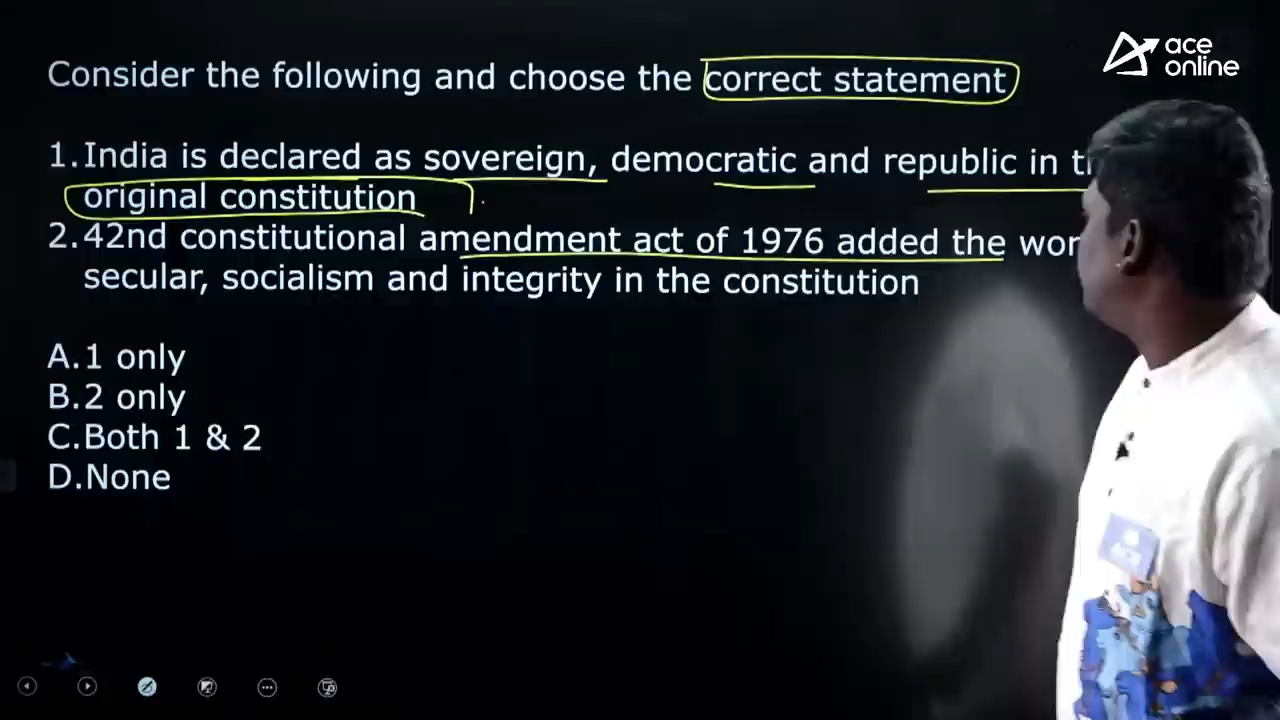 ace
online
Consider the following and choose the correct statement
1. India is declared as sovereign, democratic and republic in
original constitution
2. 42nd constitutional amendment act of 1976 added the
secular, socialism and integrity in the constitution
A. 1 only
B. 2 only
C. Both 1 & 2
D. None